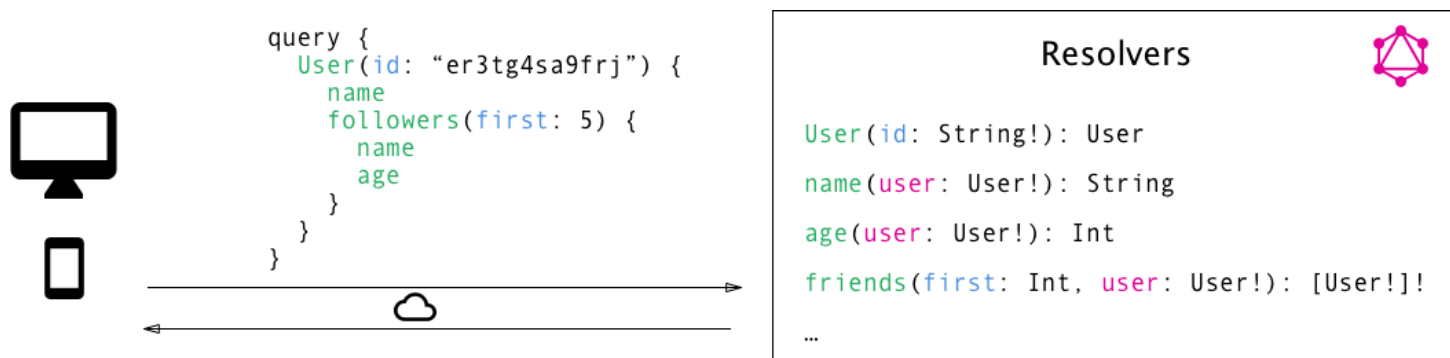 query {
User(id: “er3tg4sa9frj”) {
name
followers(first: 5) {
name
age
}
}
}
Resolvers
User(id: String!): User
name(user: User!): String
age(user: User!): Int
friends(first: Int, user: User!): [User!]!
…